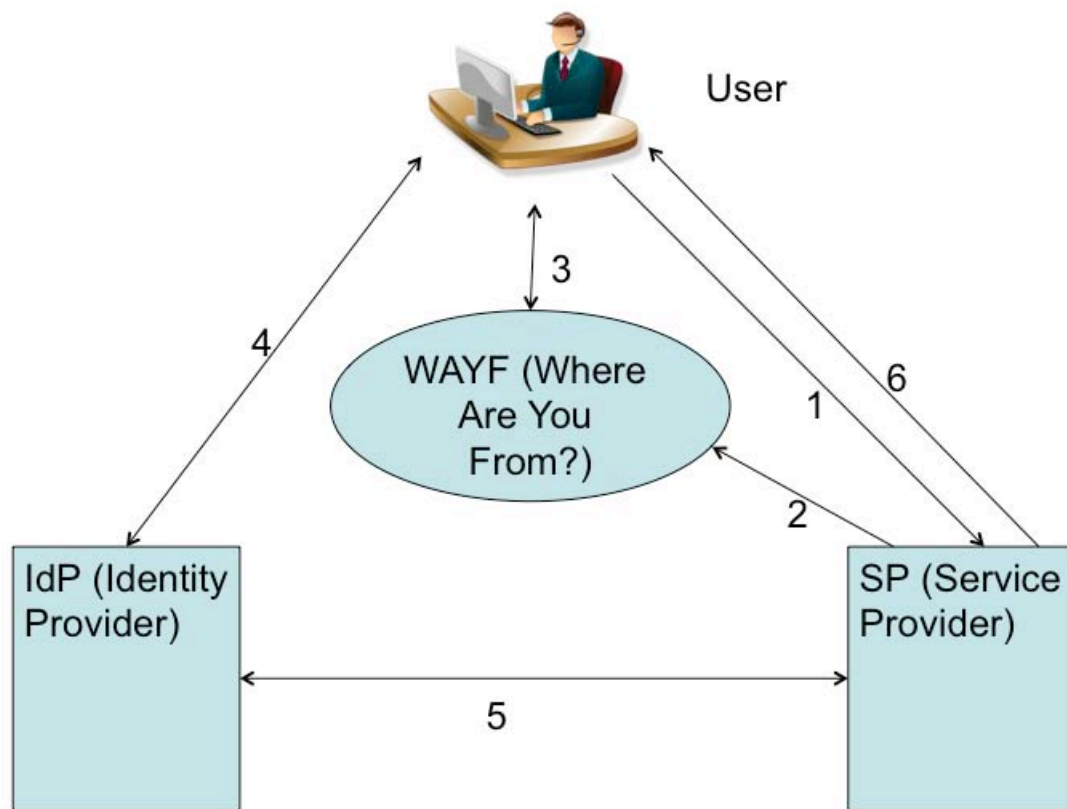 User
3
4
WAYF (Where
Are You
From?)
6
1
2
IdP (Identity
Provider)
SP (Service
Provider)
5